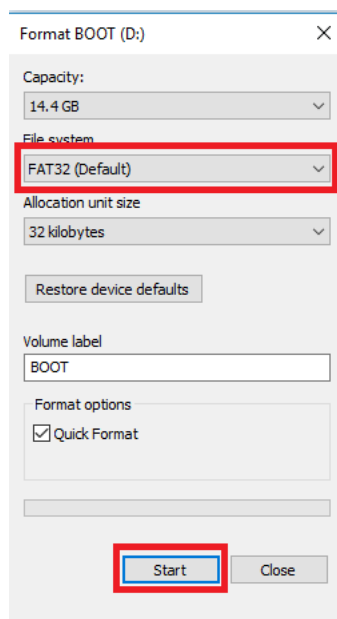 Format BOOT (D:)
Capacity:
14.4 GB
File system
FAT32 (Default)
Allocation unit size
32 kilobytes
Restore device defaults
Volume label
BOOT
Format options
Quick Format
Start
Close